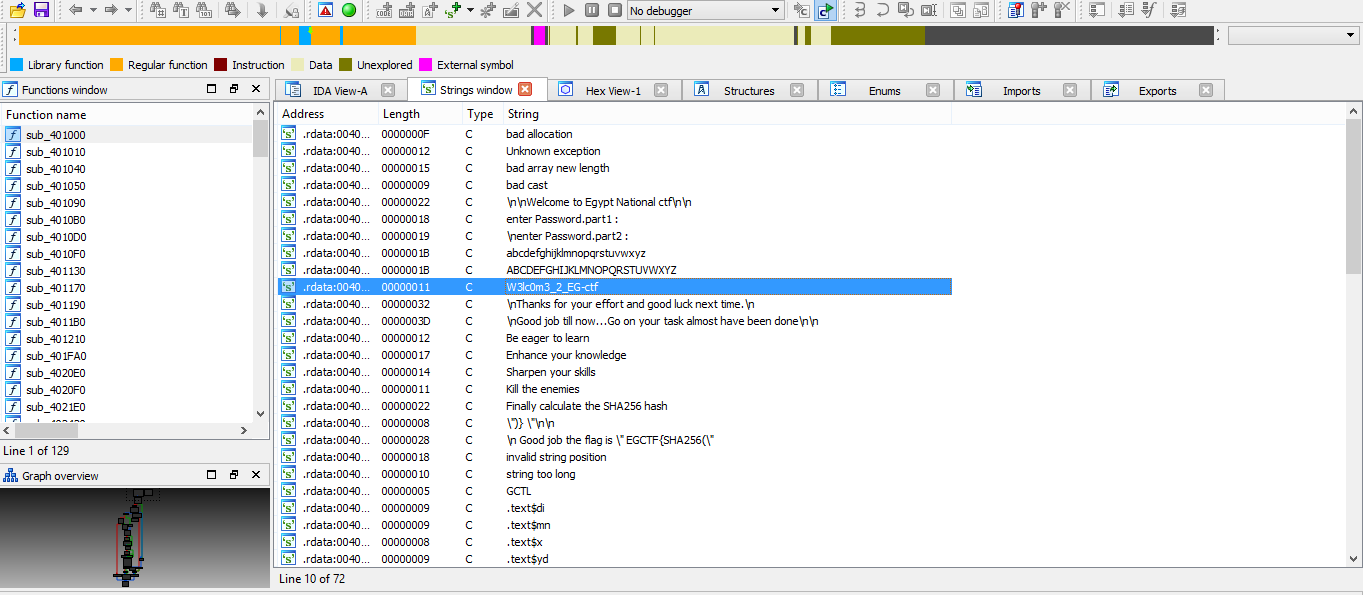 No debugger
Library function Regular function Instruction Data Unexplored External symbol
Functions window
IDA View-A Strings window Hex View-1 Structures Enums Imports Exports
Function name
sub_401000
sub_401010
sub_401040
sub_401050
sub_401090
sub_4010B0
sub_4010D0
sub_4010F0
sub_401130
sub_401170
sub_401190
sub_4011B0
sub_401210
sub_401FA0
sub_4020E0
sub_4020F0
sub_4021E0
Line 1 of 129
Graph overview
Address Length Type String
.rdata:0040... 0000000F C bad allocation
.rdata:0040... 00000012 C Unknown exception
.rdata:0040... 00000015 C bad array new length
.rdata:0040... 00000009 C bad cast
.rdata:0040... 00000022 C \n\nWelcome to Egypt National ctf\n\n
.rdata:0040... 00000018 C enter Password.part1 :
.rdata:0040... 00000019 C \nenter Password.part2 :
.rdata:0040... 0000001B C abcdefghijklmnopqrstuvwxyz
.rdata:0040... 0000001B C ABCDEFGHIJKLMNOPQRSTUVWXYZ
.rdata:0040... 00000011 C W3lc0m3_2_EG-ctf
.rdata:0040... 00000032 C \nThanks for your effort and good luck next time.\n
.rdata:0040... 0000003D C \nGood job till now...Go on your task almost have been done\n\n
.rdata:0040... 00000012 C Be eager to learn
.rdata:0040... 00000017 C Enhance your knowledge
.rdata:0040... 00000014 C Sharpen your skills
.rdata:0040... 00000011 C Kill the enemies
.rdata:0040... 00000022 C Finally calculate the SHA256 hash
.rdata:0040... 00000008 C \")} \"\n\n
.rdata:0040... 00000028 C \n Good job the flag is \" EGCTF{SHA256(\"
.rdata:0040... 00000018 C invalid string position
.rdata:0040... 00000010 C string too long
.rdata:0040... 00000005 C GCTL
.rdata:0040... 00000009 C .text$di
.rdata:0040... 00000009 C .text$mn
.rdata:0040... 00000008 C .text$x
.rdata:0040... 00000009 C .text$yd
Line 10 of 72